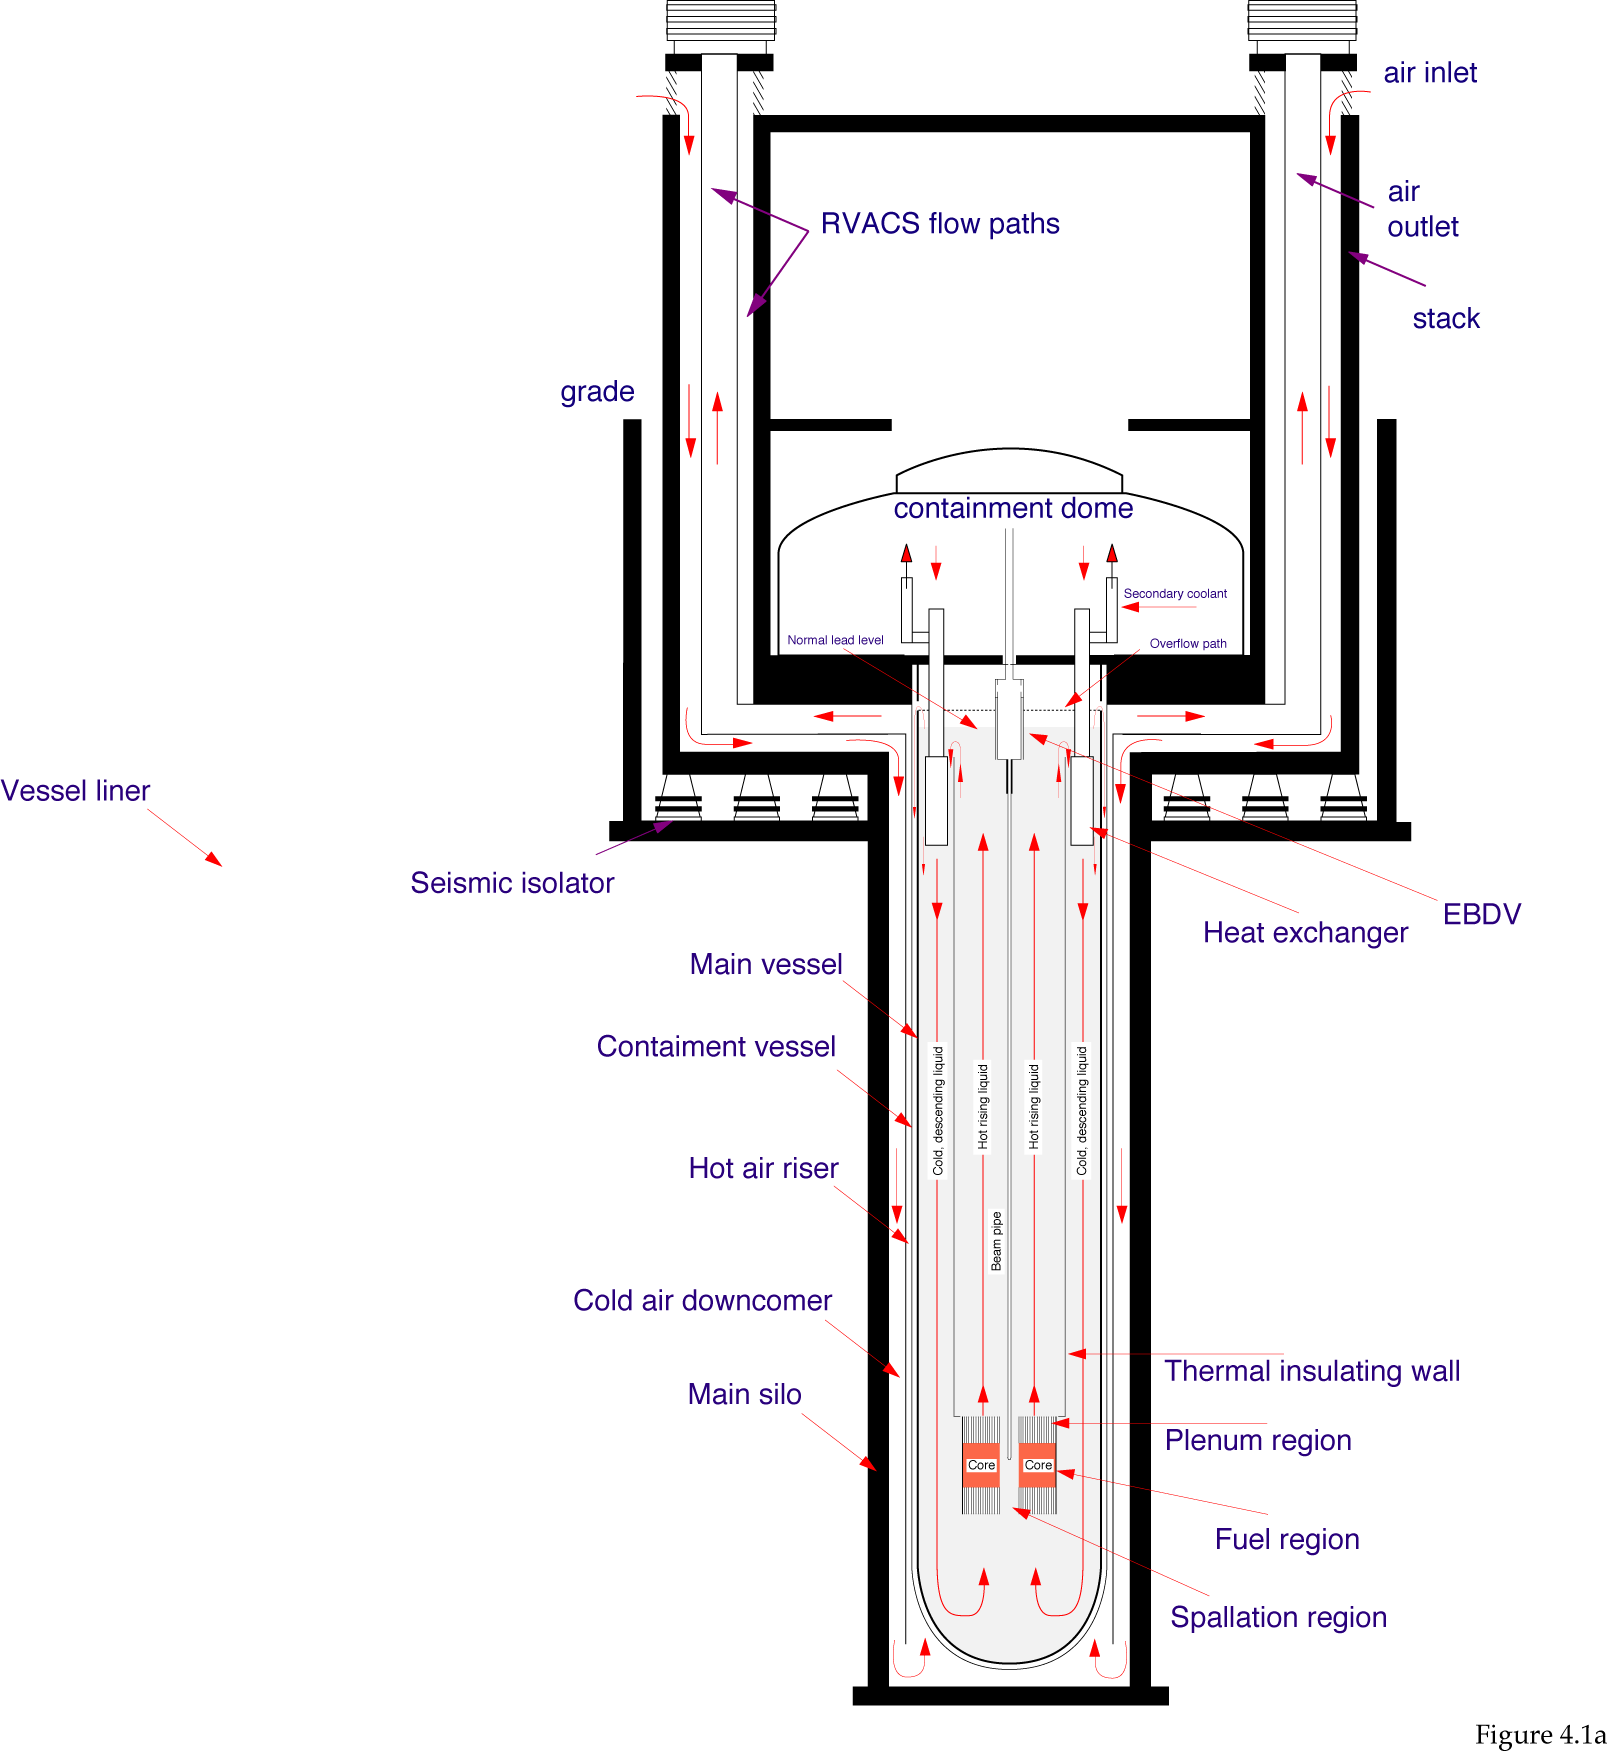 air inlet
air
outlet
RVACS flow paths
stack
grade
containment dome
Secondary coolant
Normal lead level
Overflow path
Vessel liner
Seismic isolator
EBDV
Heat exchanger
Main vessel
Contaiment vessel
Cold, descending liquid
Hot rising liquid
Hot rising liquid
Cold, descending liquid
Hot air riser
Beam pipe
Cold air downcomer
Thermal insulating wall
Main silo
Plenum region
Core
Core
Fuel region
Spallation region
Figure 4.1a